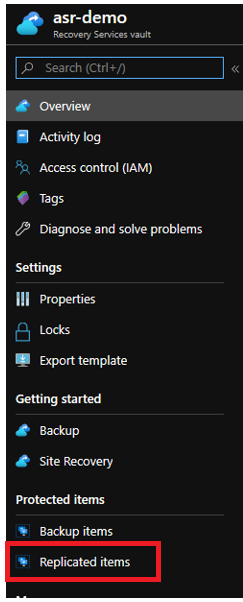 asr-demo
Recovery Services vault
Search (Ctrl+/)
«
Overview
Activity log
Access control (IAM)
Tags
Diagnose and solve problems
Settings
Properties
Locks
Export template
Getting started
Backup
Site Recovery
Protected items
Backup items
Replicated items